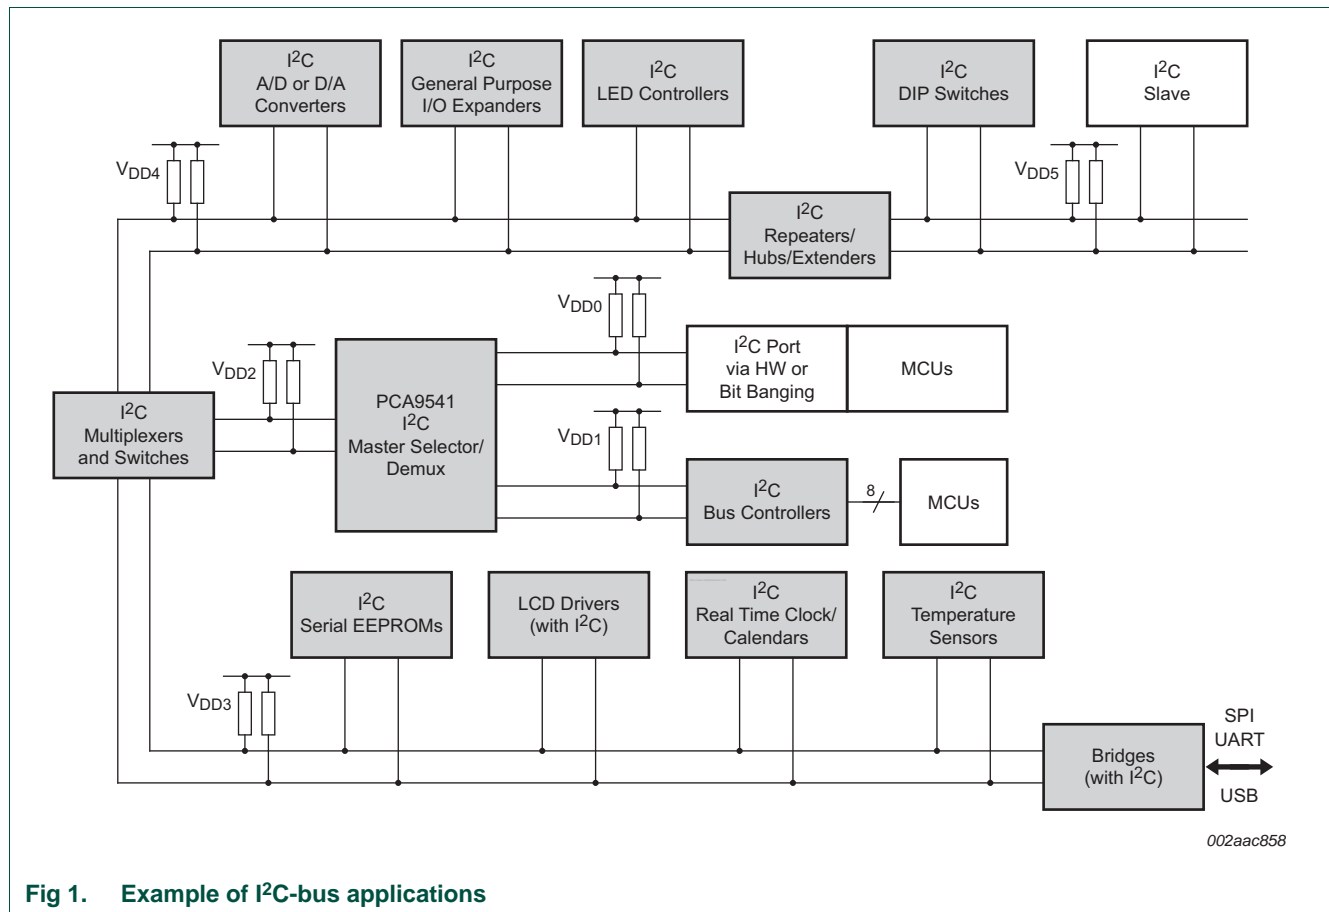 I2C
A/D or D/A
Converters
I2C
General Purpose
I/O Expanders
I2C
LED Controllers
I2C
DIP Switches
I2C
Slave
VDD4
VDD5
I2C
Repeaters/
Hubs/Extenders
VDD0
VDD2
PCA9541
I2C
Master Selector/
Demux
I2C Port
via HW or
Bit Banging
MCUs
I2C
Multiplexers
and Switches
VDD1
I2C
Bus Controllers
8
MCUs
I2C
Serial EEPROMs
LCD Drivers
(with I2C)
I2C
Real Time Clock/
Calendars
I2C
Temperature
Sensors
VDD3
Bridges
(with I2C)
SPI
UART
USB
002aac858
Fig 1. Example of I2C-bus applications